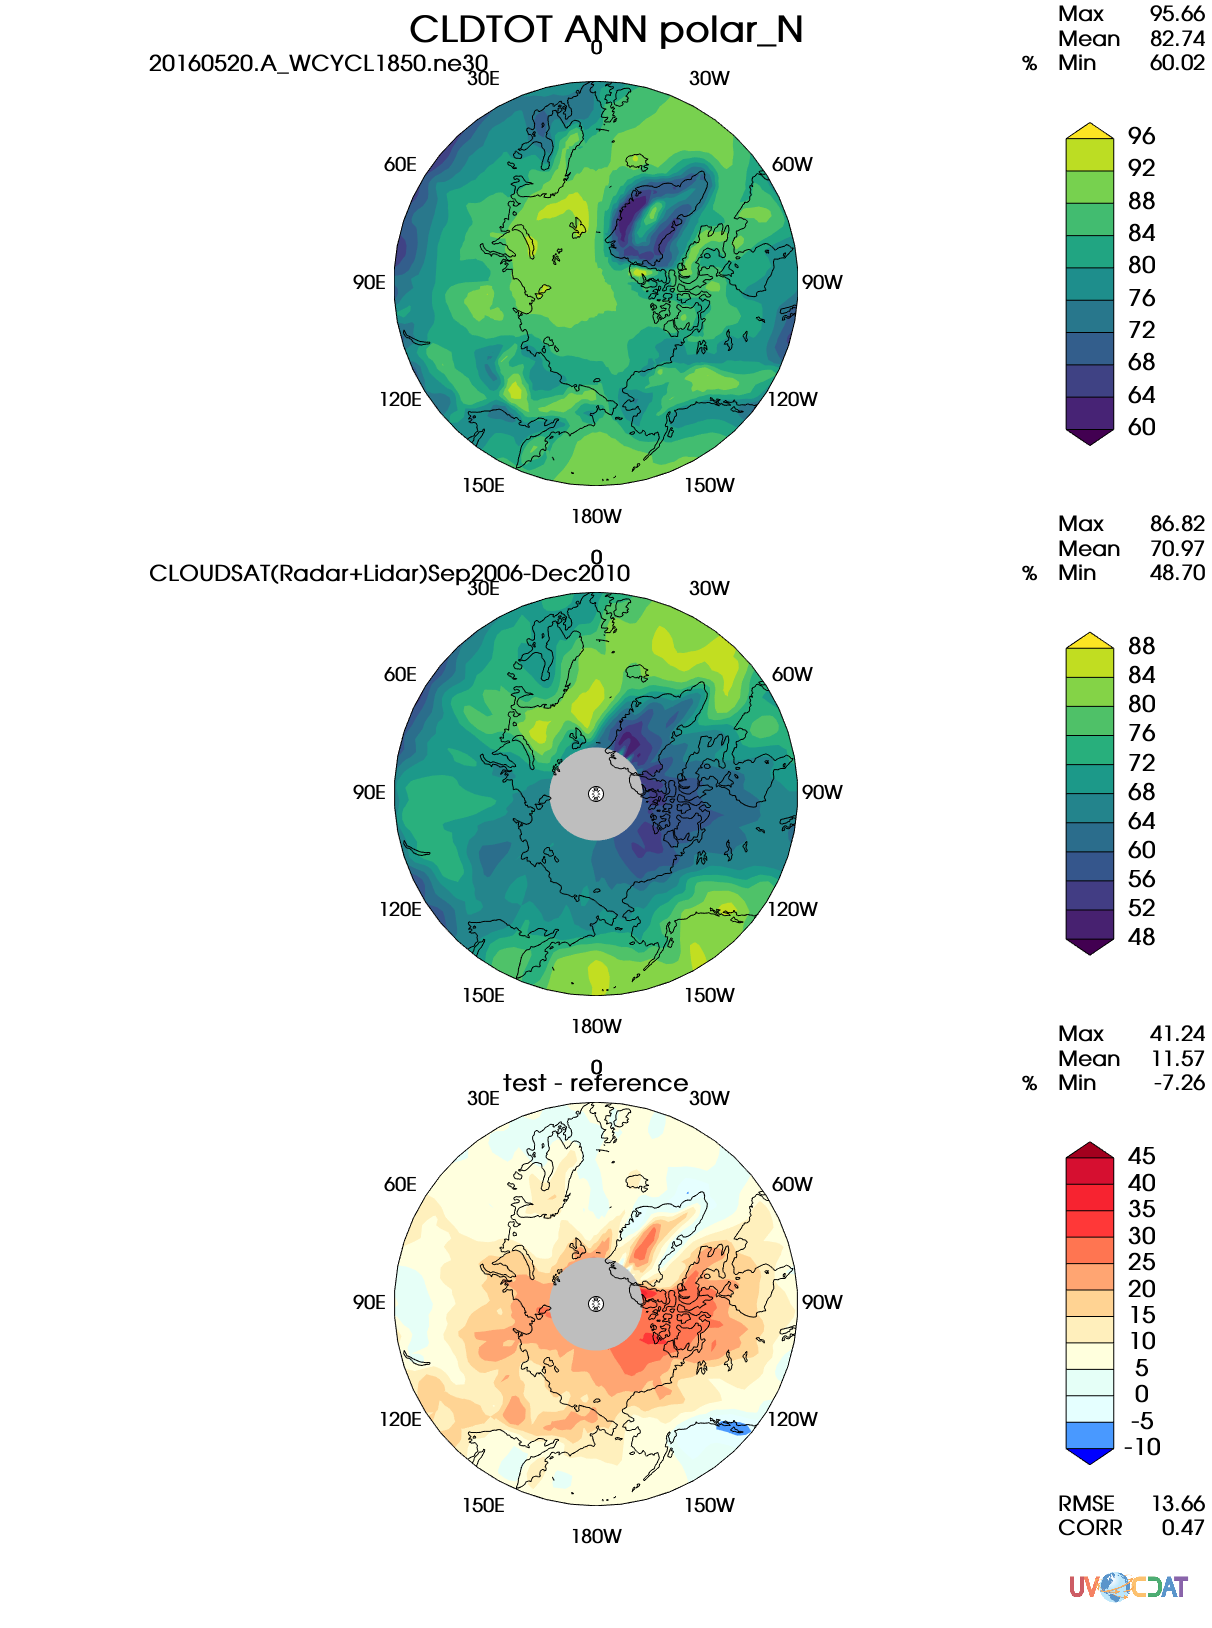 CLDTOT ANN polar_N
20160520.A_WCYCL1850.ne30
%
Max 95.66
Mean 82.74
Min 60.02
0
30E
30W
60E
60W
90E
90W
120E
120W
150E
150W
180W
96
92
88
84
80
76
72
68
64
60
CLOUDSAT(Radar+Lidar)Sep2006-Dec2010
%
Max 86.82
Mean 70.97
Min 48.70
0
30E
30W
60E
60W
90E
90W
120E
120W
150E
150W
180W
88
84
80
76
72
68
64
60
56
52
48
test - reference
%
Max 41.24
Mean 11.57
Min -7.26
0
30E
30W
60E
60W
90E
90W
120E
120W
150E
150W
180W
45
40
35
30
25
20
15
10
5
0
-5
-10
RMSE 13.66
CORR 0.47
UVCDAT